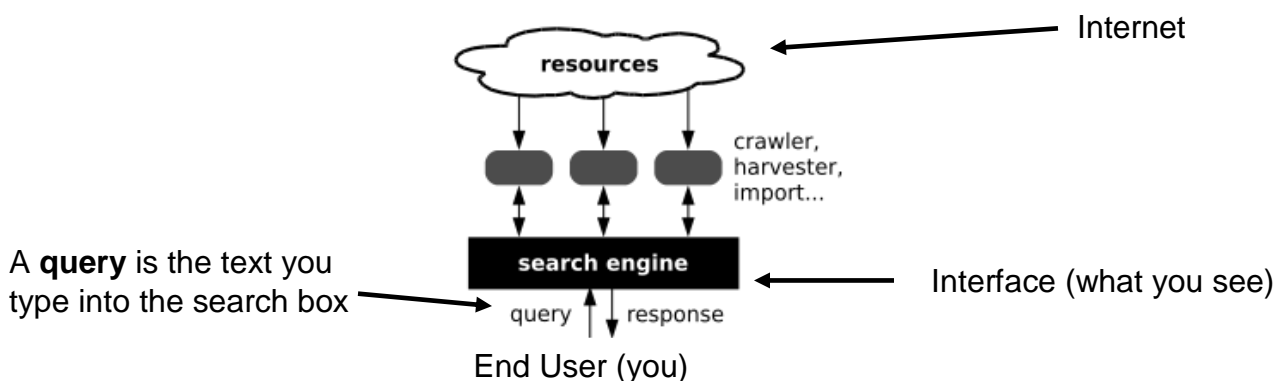 Internet
resources
crawler,
harvester,
import...
search engine
A query is the text you
type into the search box
Interface (what you see)
query
response
End User (you)